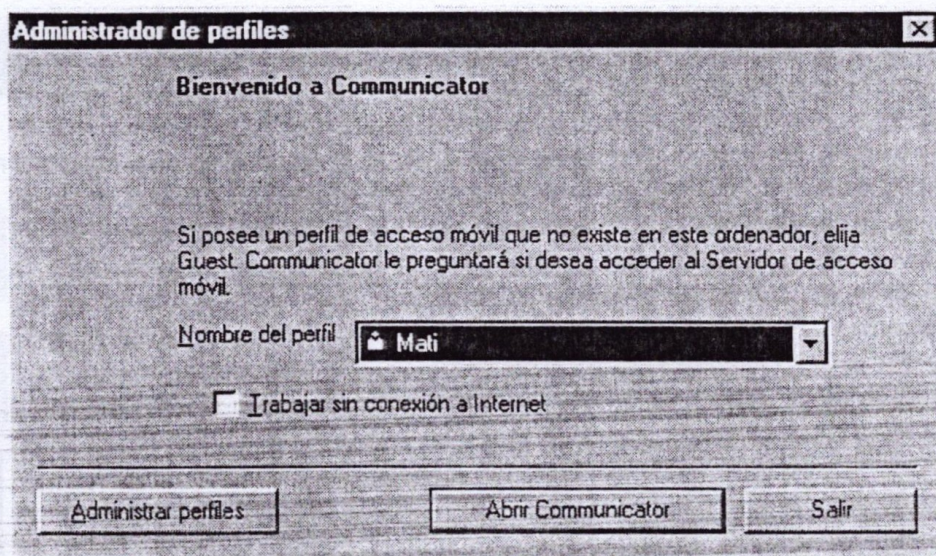 Administrador de perfiles
Bienvenido a Communicator
Si posee un perfil de acceso móvil que no existe en este ordenador, elija
Guest. Communicator le preguntará si desea acceder al Servidor de acceso
móvil.
Nombre del perfil
Mati
Trabajar sin conexión a Internet
Administrar perfiles
Abrir Communicator
Salir